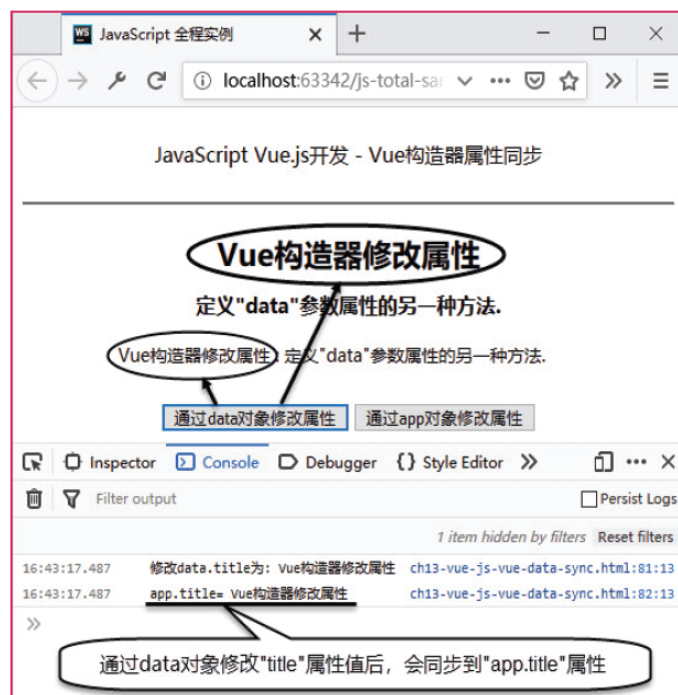 WS JavaScript 全程实例
localhost:63342/js-total-sar
JavaScript Vue.js开发 - Vue构造器属性同步
Vue构造器修改属性
定义"data"参数属性的另一种方法.
Vue构造器修改属性 : 定义"data"参数属性的另一种方法.
通过data对象修改属性 通过app对象修改属性
Inspector Console Debugger {} Style Editor
Filter output Persist Logs
1 item hidden by filters Reset filters
16:43:17.487 修改data.title为: Vue构造器修改属性 ch13-vue-js-vue-data-sync.html:81:13
16:43:17.487 app.title= Vue构造器修改属性 ch13-vue-js-vue-data-sync.html:82:13
通过data对象修改"title"属性值后，会同步到"app.title"属性